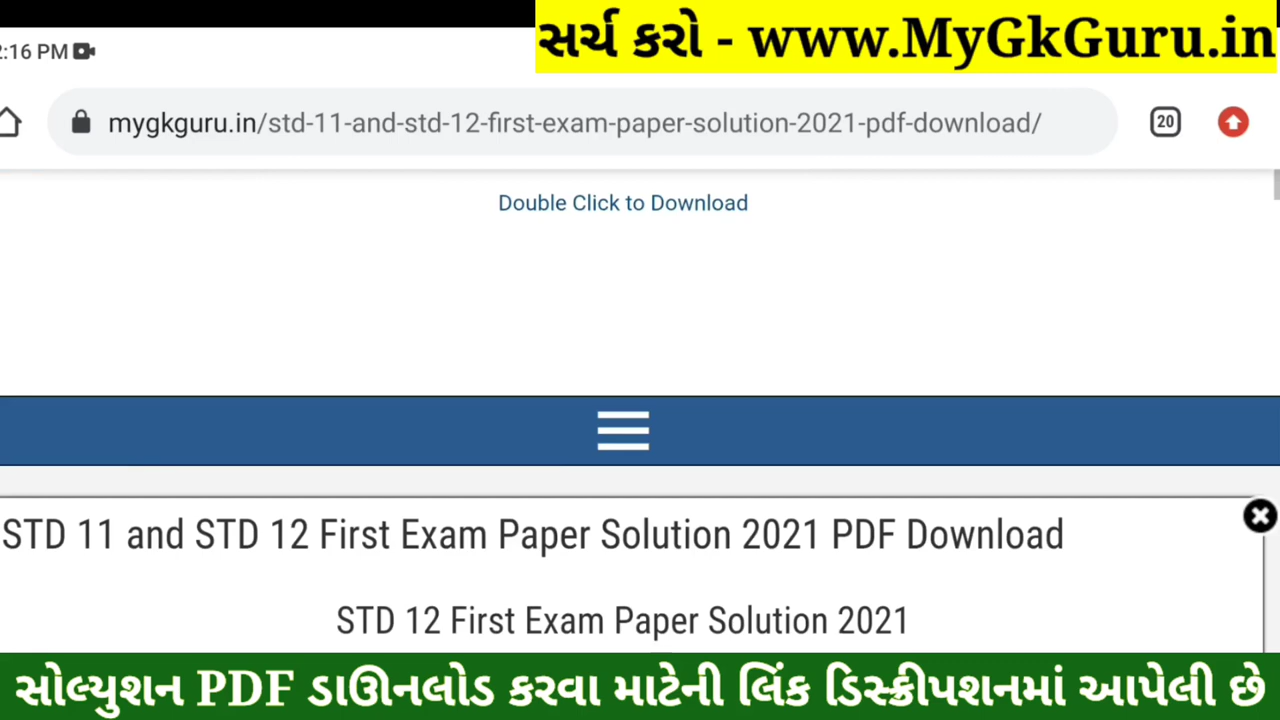 સર્ચ કરો - www.MyGkGuru.in
2:16 PM
mygkguru.in/std-11-and-std-12-first-exam-paper-solution-2021-pdf-download/
20
Double Click to Download
STD 11 and STD 12 First Exam Paper Solution 2021 PDF Download
STD 12 First Exam Paper Solution 2021
સોલ્યુશન PDF ડાઊનલોડ કરવા માટેની લિંક ડિસ્ક્રીપશનમાં આપેલી છે